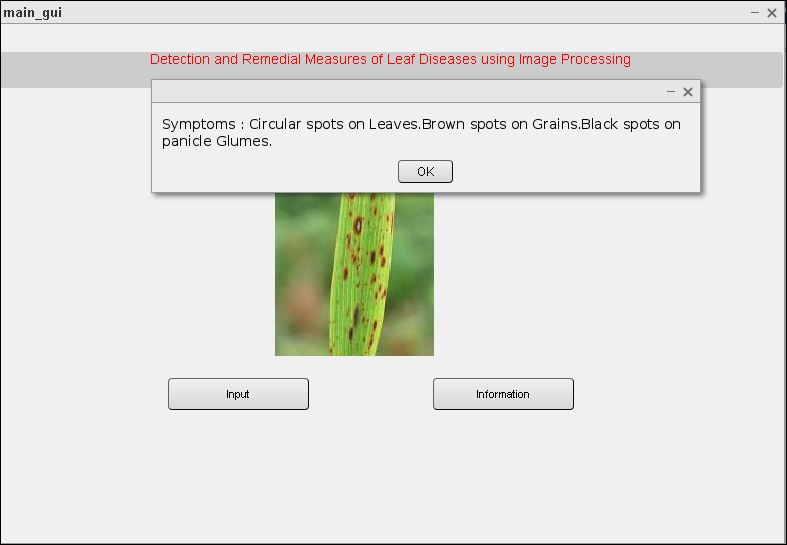 main_gui
Detection and Remedial Measures of Leaf Diseases using Image Processing
Symptoms : Circular spots on Leaves.Brown spots on Grains.Black spots on
panicle Glumes.
OK
Input
Information